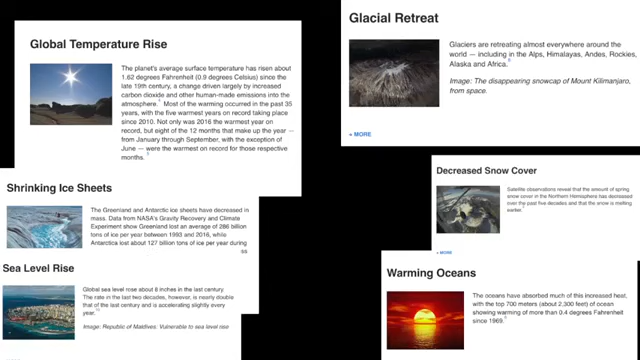 Global Temperature Rise
The planet's average surface temperature has risen about
1.62 degrees Fahrenheit (0.9 degrees Celsius) since the
late 19th century, a change driven largely by increased
carbon dioxide and other human-made emissions into the
atmosphere. Most of the warming occurred in the past 35
years, with the five warmest years on record taking place
since 2010. Not only was 2016 the warmest year on
record, but eight of the 12 months that make up the year —
from January through September, with the exception of
June — were the warmest on record for those respective
months.
Shrinking Ice Sheets
The Greenland and Antarctic ice sheets have decreased in
mass. Data from NASA's Gravity Recovery and Climate
Experiment show Greenland lost an average of 286 billion
tons of ice per year between 1993 and 2016, while
Antarctica lost about 127 billion tons of ice per year during
ss
Sea Level Rise
Global sea level rose about 8 inches in the last century.
The rate in the last two decades, however, is nearly double
that of the last century and is accelerating slightly every
year.
Image: Republic of Maldives: Vulnerable to sea level rise
Glacial Retreat
Glaciers are retreating almost everywhere around the
world — including in the Alps, Himalayas, Andes, Rockies,
Alaska and Africa.
Image: The disappearing snowcap of Mount Kilimanjaro,
from space.
+ MORE
Decreased Snow Cover
Satellite observations reveal that the amount of spring
snow cover in the Northern Hemisphere has decreased
over the past five decades and that the snow is melting
earlier.
+ MORE
Warming Oceans
The oceans have absorbed much of this increased heat,
with the top 700 meters (about 2,300 feet) of ocean
showing warming of more than 0.4 degrees Fahrenheit
since 1969.